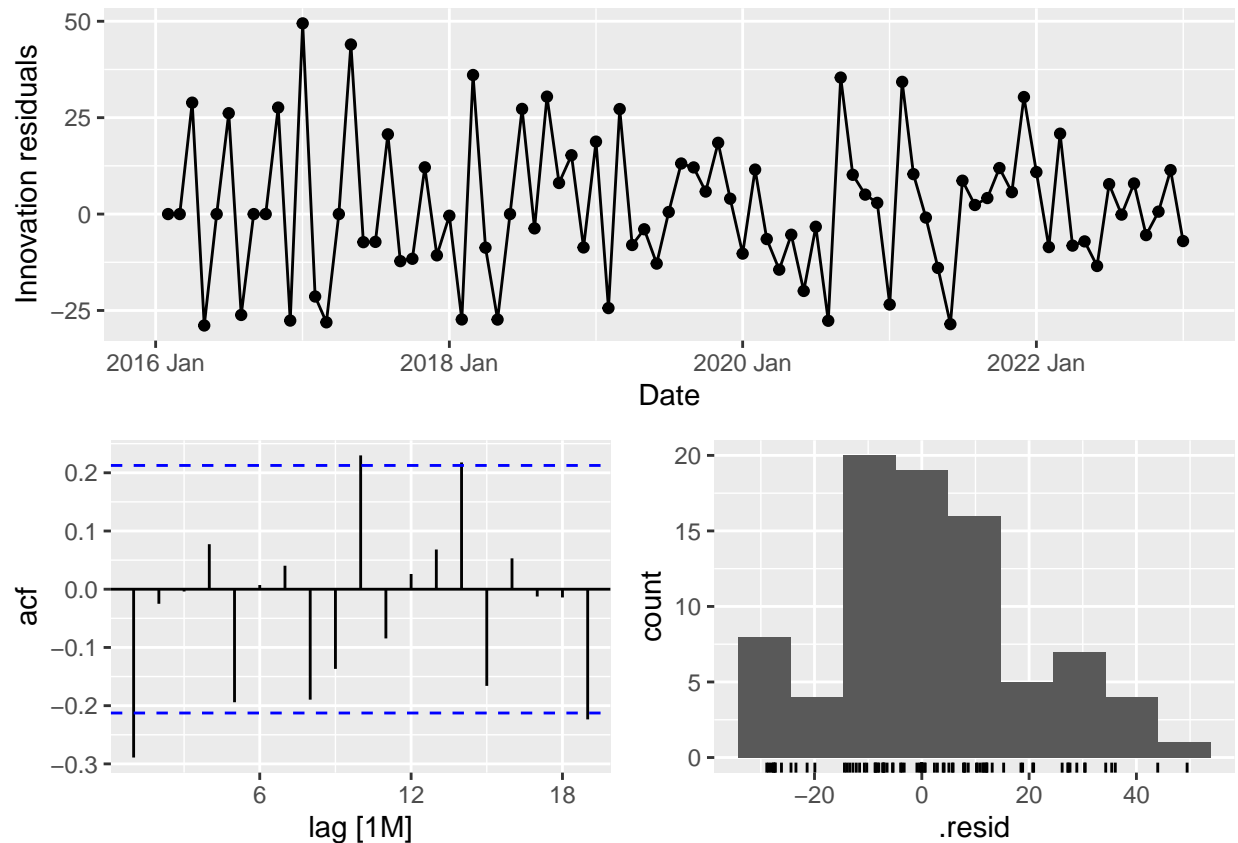 Innovation residuals
50
25
0
−25
2016 Jan
2018 Jan
2020 Jan
2022 Jan
Date
acf
0.2
0.1
0.0
−0.1
−0.2
−0.3
6
12
18
lag [1M]
count
20
15
10
5
0
−20
0
20
40
.resid